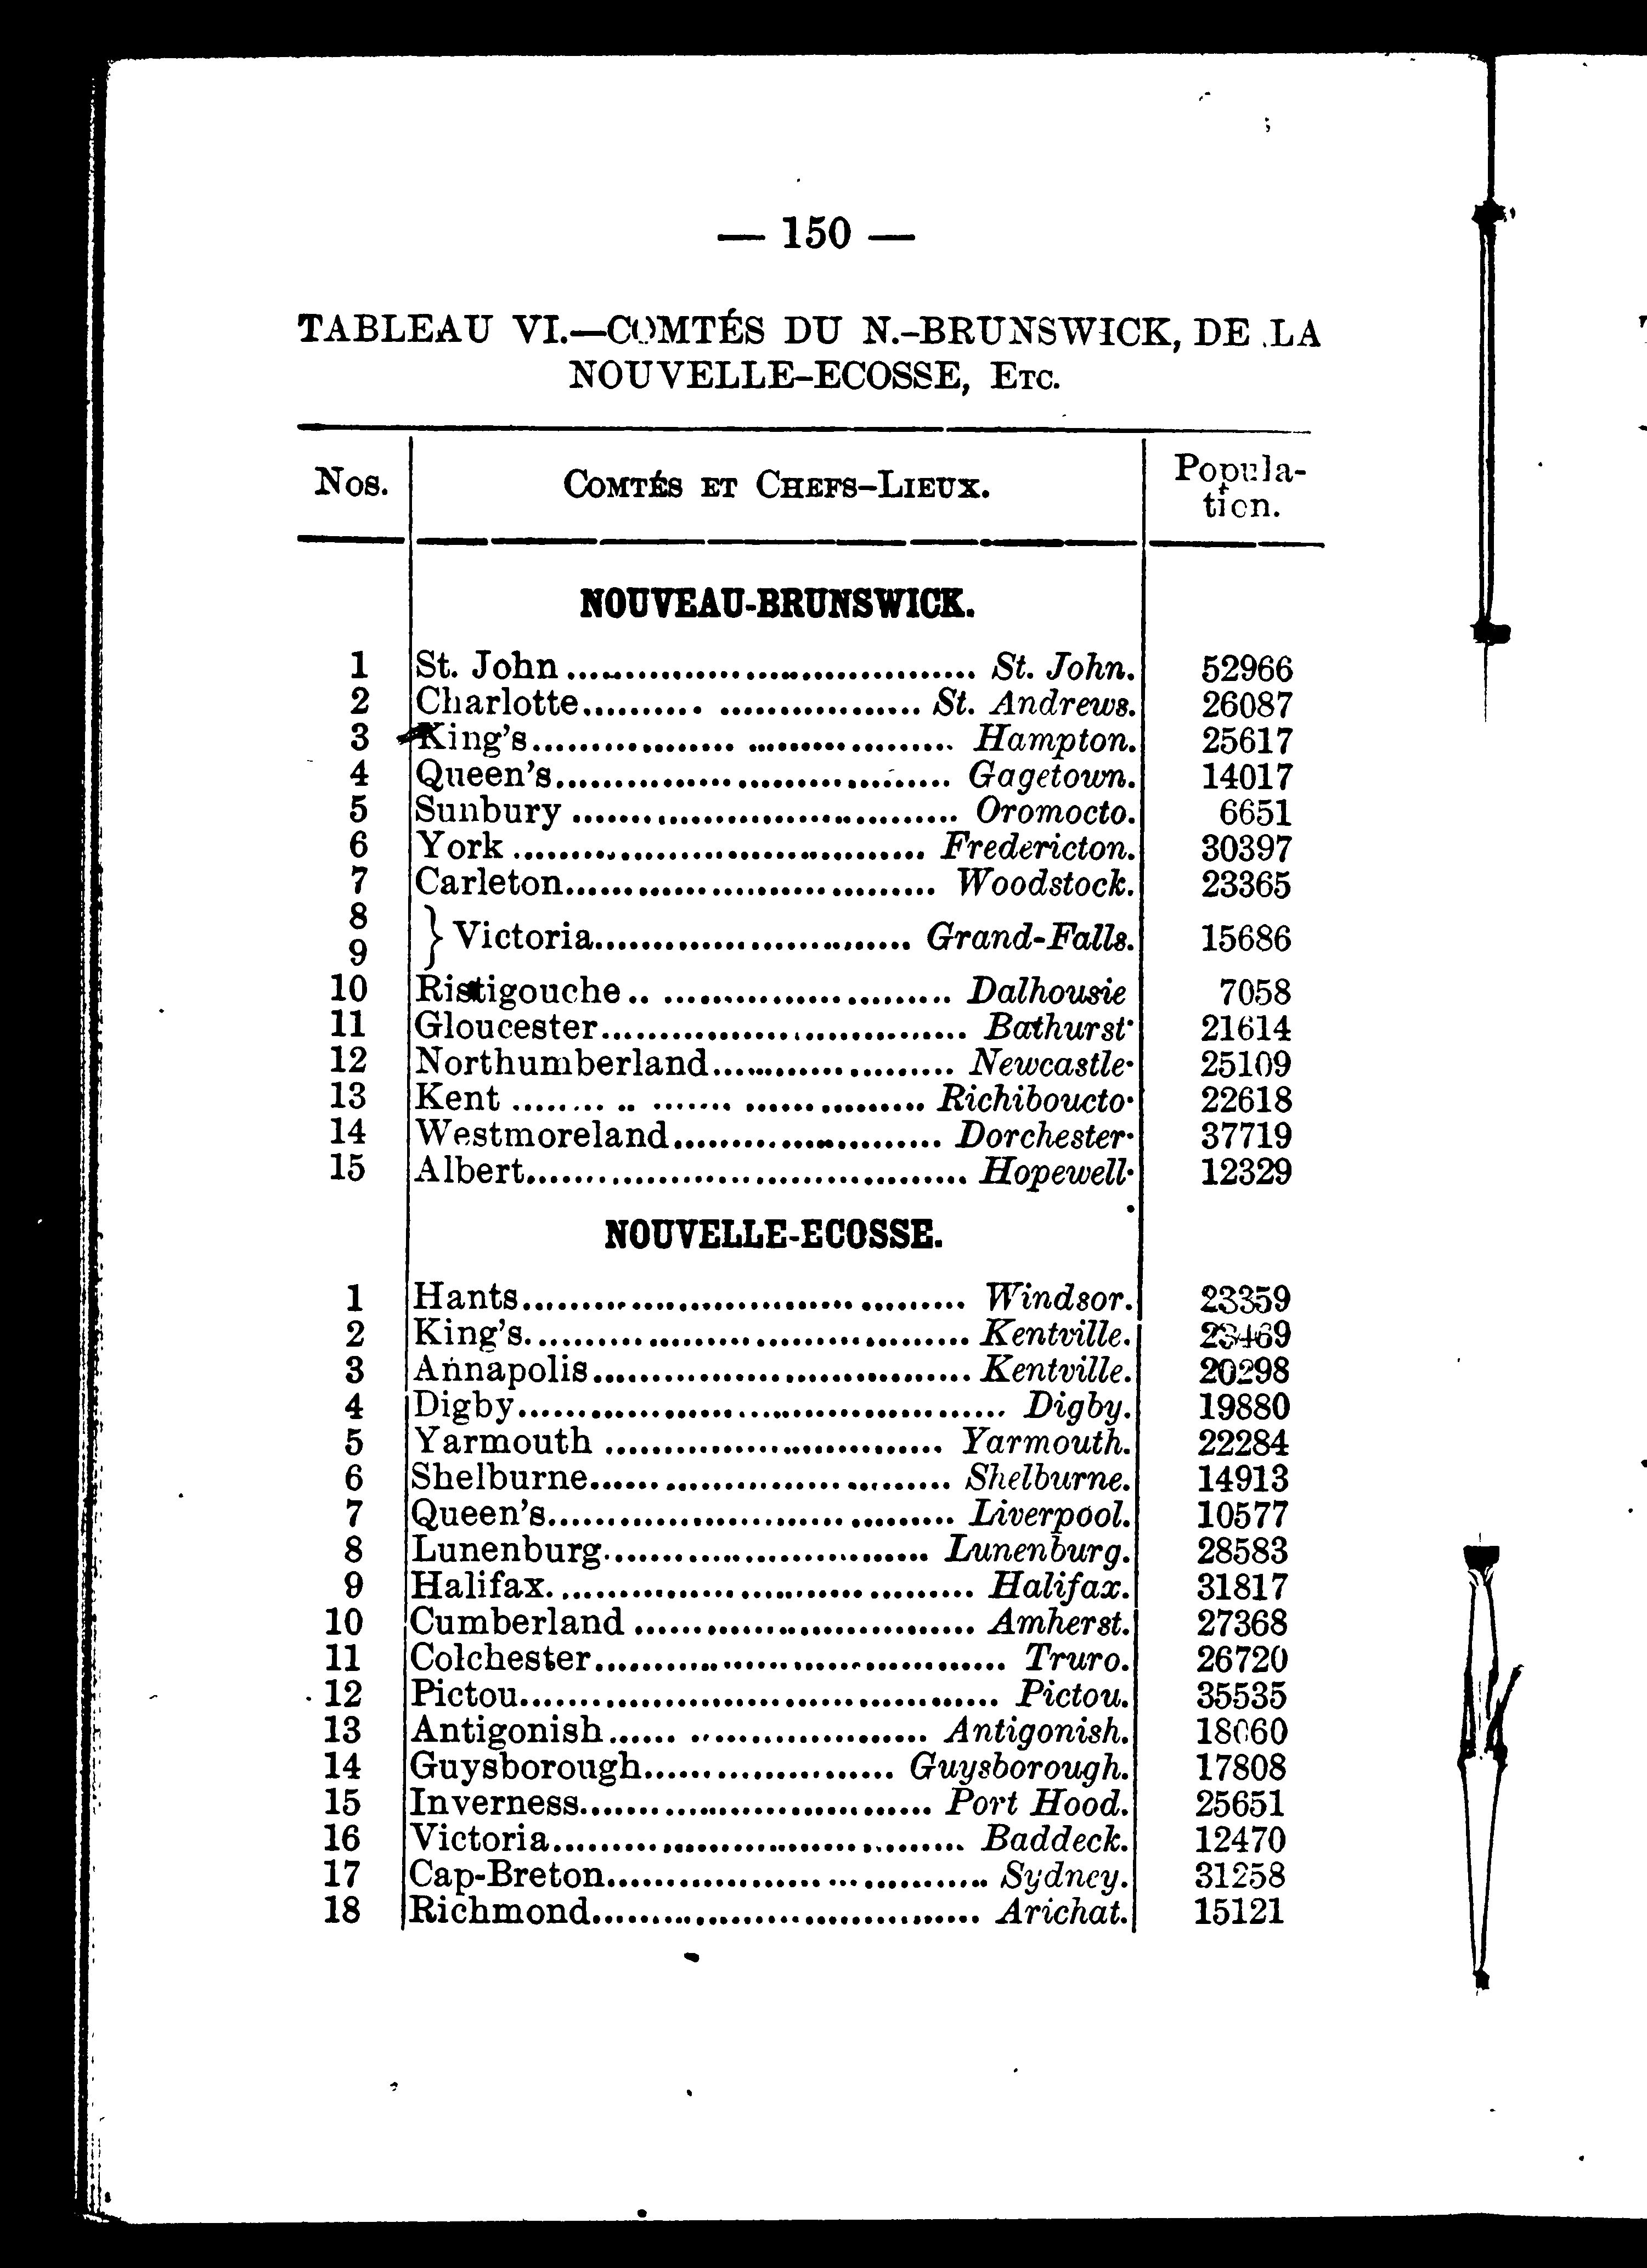 — 150 —
TABLEAU VI.—COMTÉS DU N.-BRUNSWICK, DE LA
NOUVELLE-ECOSSE, ETC.
Nos. COMTÉS ET CHEFS-LIEUX. Popula-
tion.
NOUVEAU-BRUNSWICK.
1 St. John ........ St. John. 52966
2 Charlotte ........ St. Andrews. 26087
3 King's ........ Hampton. 25617
4 Queen's ........ Gagetown. 14017
5 Sunbury ........ Oromocto. 6651
6 York ........ Fredericton. 30397
7 Carleton ........ Woodstock. 23365
8
9 } Victoria ........ Grand-Falls. 15686
10 Ristigouche ........ Dalhousie 7058
11 Gloucester ........ Bathurst. 21614
12 Northumberland ........ Newcastle. 25109
13 Kent ........ Richiboucto. 22618
14 Westmoreland ........ Dorchester. 37719
15 Albert ........ Hopewell. 12329
NOUVELLE-ECOSSE.
1 Hants ........ Windsor. 23359
2 King's ........ Kentville. 23469
3 Annapolis ........ Kentville. 20298
4 Digby ........ Digby. 19880
5 Yarmouth ........ Yarmouth. 22284
6 Shelburne ........ Shelburne. 14913
7 Queen's ........ Liverpool. 10577
8 Lunenburg ........ Lunenburg. 28583
9 Halifax ........ Halifax. 31817
10 Cumberland ........ Amherst. 27368
11 Colchester ........ Truro. 26720
12 Pictou ........ Pictou. 35535
13 Antigonish ........ Antigonish. 18060
14 Guysborough ........ Guysborough. 17808
15 Inverness ........ Port Hood. 25651
16 Victoria ........ Baddeck. 12470
17 Cap-Breton ........ Sydney. 31258
18 Richmond ........ Arichat. 15121